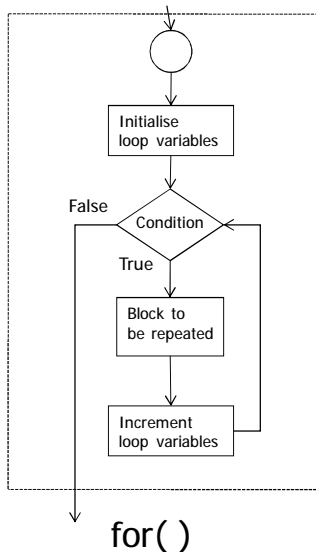 Initialise
loop variables
False
Condition
True
Block to
be repeated
Increment
loop variables
for( )